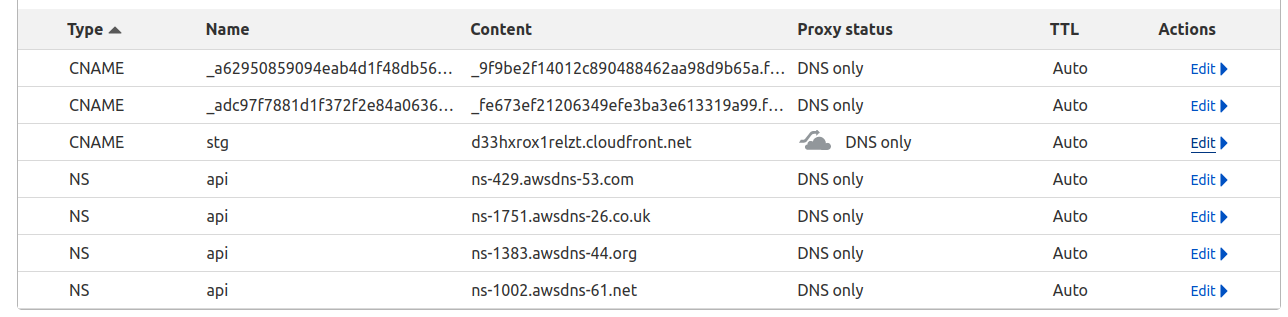 Type Name Content Proxy status TTL Actions
CNAME _a62950859094eab4d1f48db56... _9f9be2f14012c890488462aa98d9b65a.f... DNS only Auto Edit
CNAME _adc97f7881d1f372f2e84a0636... _fe673ef21206349efe3ba3e613319a99.f... DNS only Auto Edit
CNAME stg d33hxrox1relzt.cloudfront.net DNS only Auto Edit
NS api ns-429.awsdns-53.com DNS only Auto Edit
NS api ns-1751.awsdns-26.co.uk DNS only Auto Edit
NS api ns-1383.awsdns-44.org DNS only Auto Edit
NS api ns-1002.awsdns-61.net DNS only Auto Edit